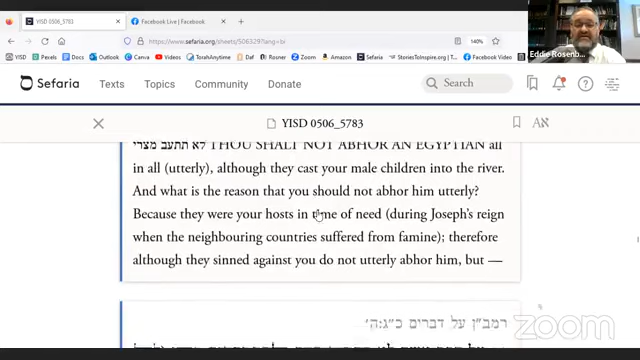 YISD 0506_5783
Facebook Live | Facebook
https://www.sefaria.org/sheets/506329?lang=bi
140%
YISD
Pexels
Docs
Cal
Outlook
Dropbox
Daf
Rosner
Zoom
TorahAnytime
Sales
Amazon
Sefaria
StoriesToInspire.org /
Facebook Video
Eddie Rosenb...
Sefaria
Texts
Topics
Community
Donate
Search
YISD 0506_5783
לא תתעב מצרי THOU SHALT NOT ABHOR AN EGYPTIAN all
in all (utterly), although they cast your male children into the river.
And what is the reason that you should not abhor him utterly?
Because they were your hosts in time of need (during Joseph's reign
when the neighbouring countries suffered from famine); therefore
although they sinned against you do not utterly abhor him, but —
רמב"ן על דברים כ"ג:ה׳
zoom